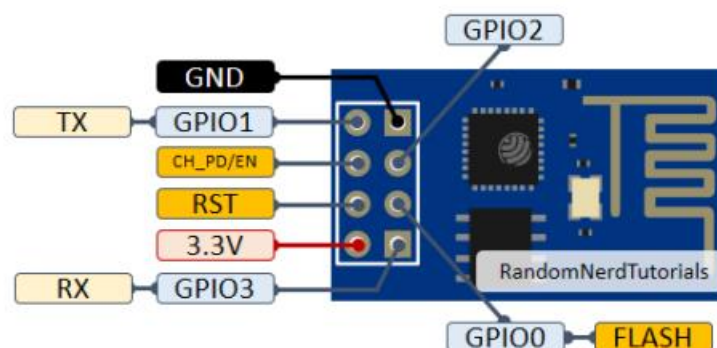 GPIO2
GND
TX GPIO1
CH_PD/EN
RST
3.3V
RandomNerdTutorials
RX GPIO3
GPIO0 FLASH